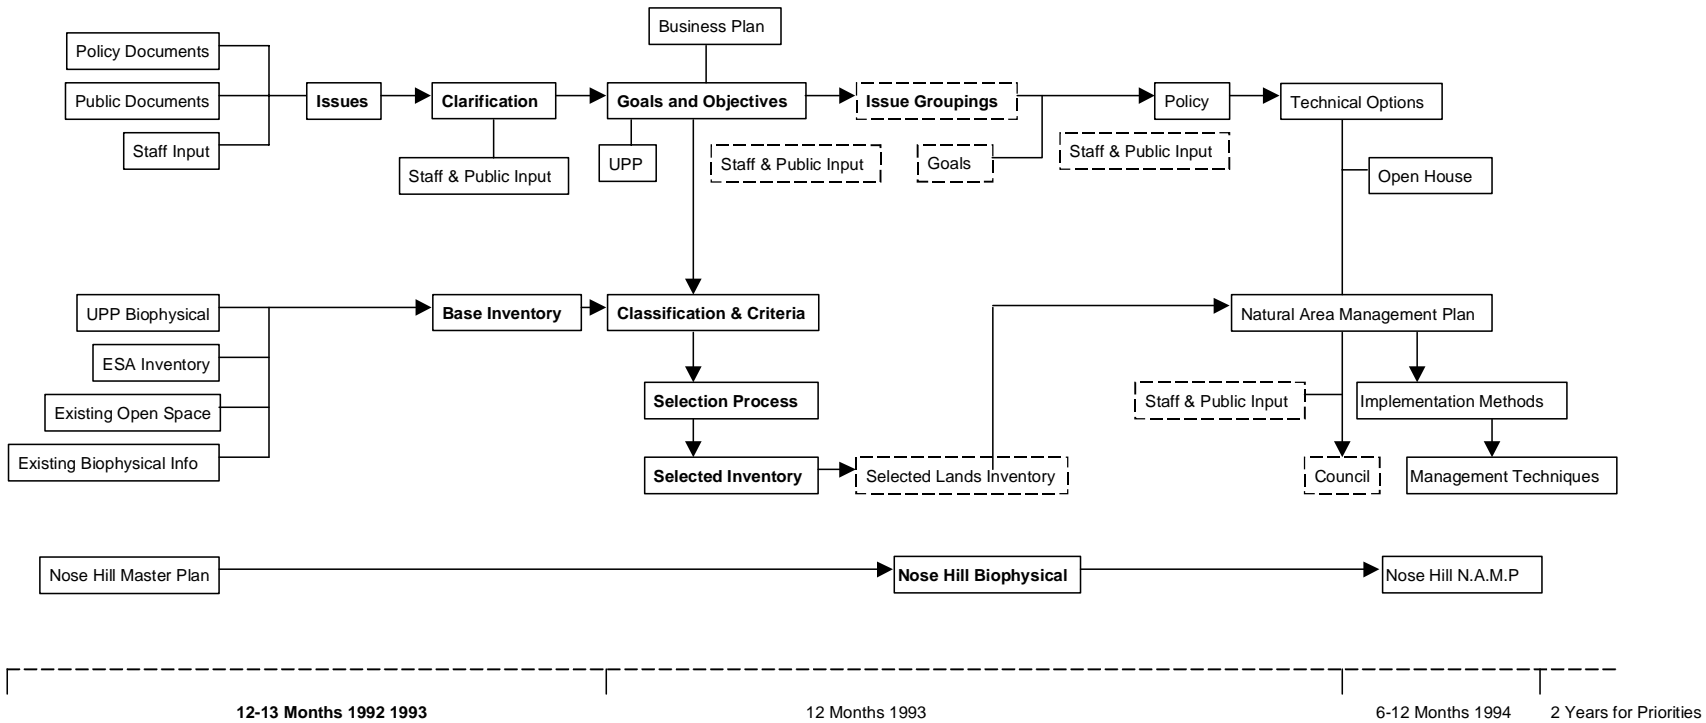 Business Plan
Policy Documents
Public Documents
Issues
Clarification
Goals and Objectives
Issue Groupings
Policy
Technical Options
Staff Input
Staff & Public Input
UPP
Staff & Public Input
Goals
Staff & Public Input
Open House
UPP Biophysical
Base Inventory
Classification & Criteria
Natural Area Management Plan
ESA Inventory
Existing Open Space
Selection Process
Staff & Public Input
Implementation Methods
Existing Biophysical Info
Selected Inventory
Selected Lands Inventory
Council
Management Techniques
Nose Hill Master Plan
Nose Hill Biophysical
Nose Hill N.A.M.P
12-13 Months 1992 1993
12 Months 1993
6-12 Months 1994
2 Years for Priorities